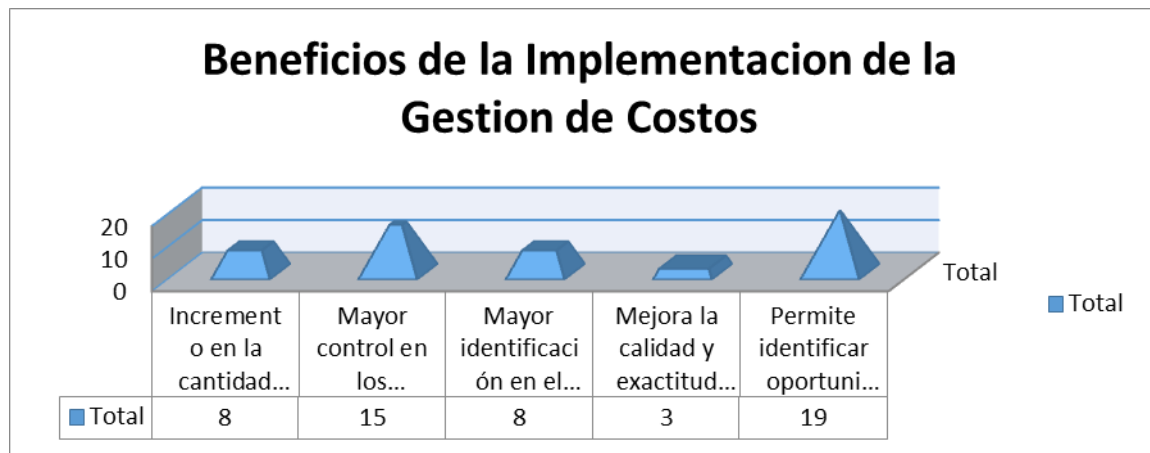 Beneficios de la Implementacion de la
Gestion de Costos
20
10
0
Total
Total
Increment
o en la
cantidad...
Mayor
control en
los...
Mayor
identificaci
ón en el...
Mejora la
calidad y
exactitud...
Permite
identificar
oportuni...
Total 8 15 8 3 19